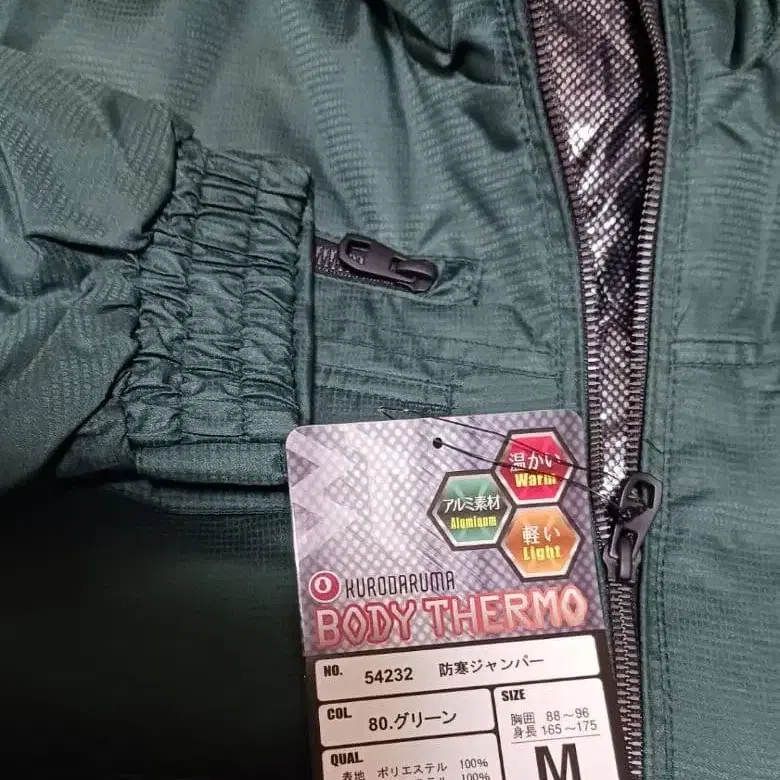 温かい
Warm
アルミ素材
Aluminum
軽い
Light
KURODARUMA
BODY THERMO
NO. 54232 防寒ジャンパー
COL. 80.グリーン
SIZE
胸囲 88～96
身長 165～175
M
QUAL.
表地 ポリエステル 100%
100%